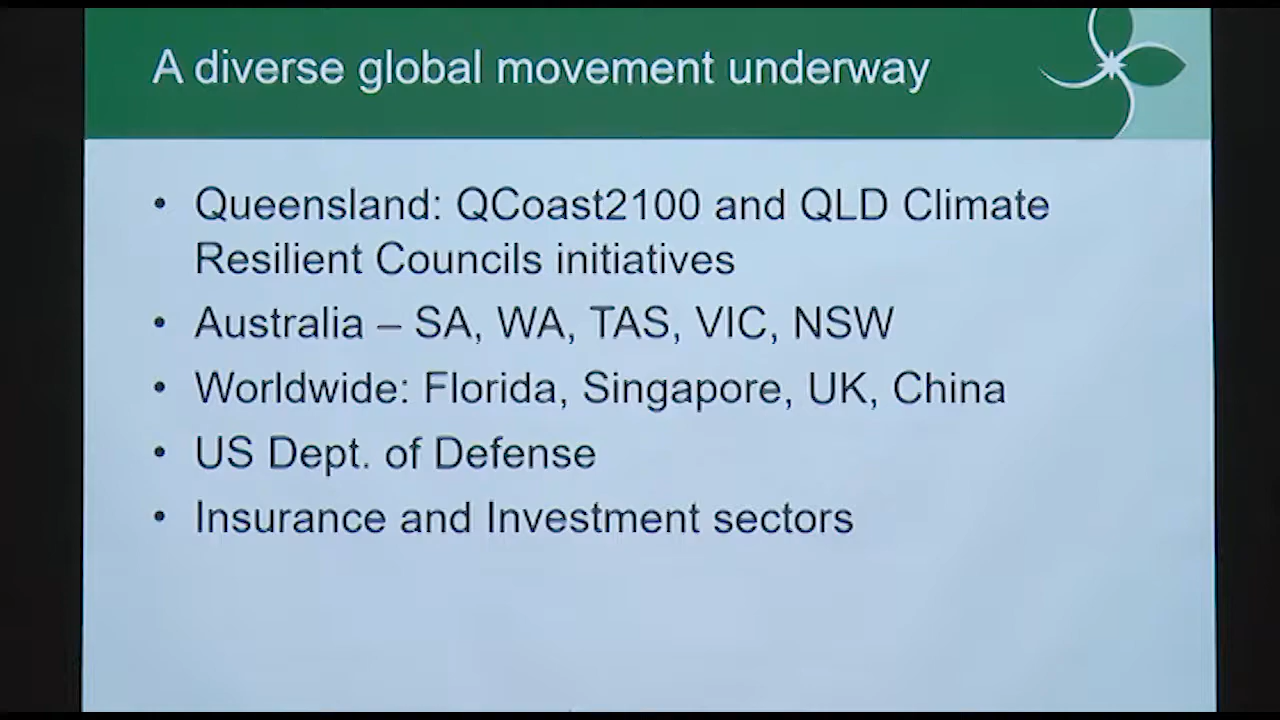 A diverse global movement underway
• Queensland: QCoast2100 and QLD Climate
Resilient Councils initiatives
• Australia – SA, WA, TAS, VIC, NSW
• Worldwide: Florida, Singapore, UK, China
• US Dept. of Defense
• Insurance and Investment sectors